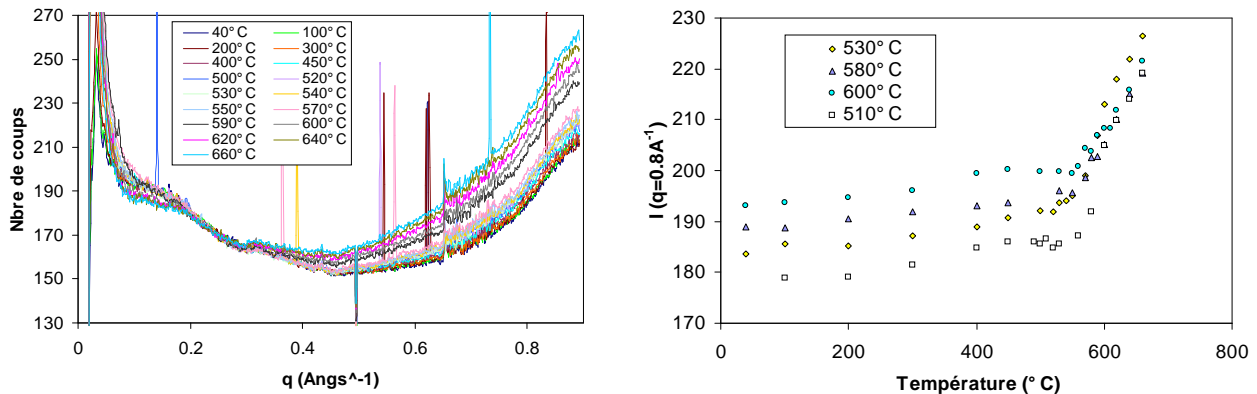 270
250
230
210
190
170
150
130
Nbre de coups
40° C 100° C
200° C 300° C
400° C 450° C
500° C 520° C
530° C 540° C
550° C 570° C
590° C 600° C
620° C 640° C
660° C
0 0.2 0.4 0.6 0.8
q (Angs^-1)
230
220
210
200
190
180
170
I (q=0.8A⁻¹)
530° C
580° C
600° C
510° C
0 200 400 600 800
Température (° C)